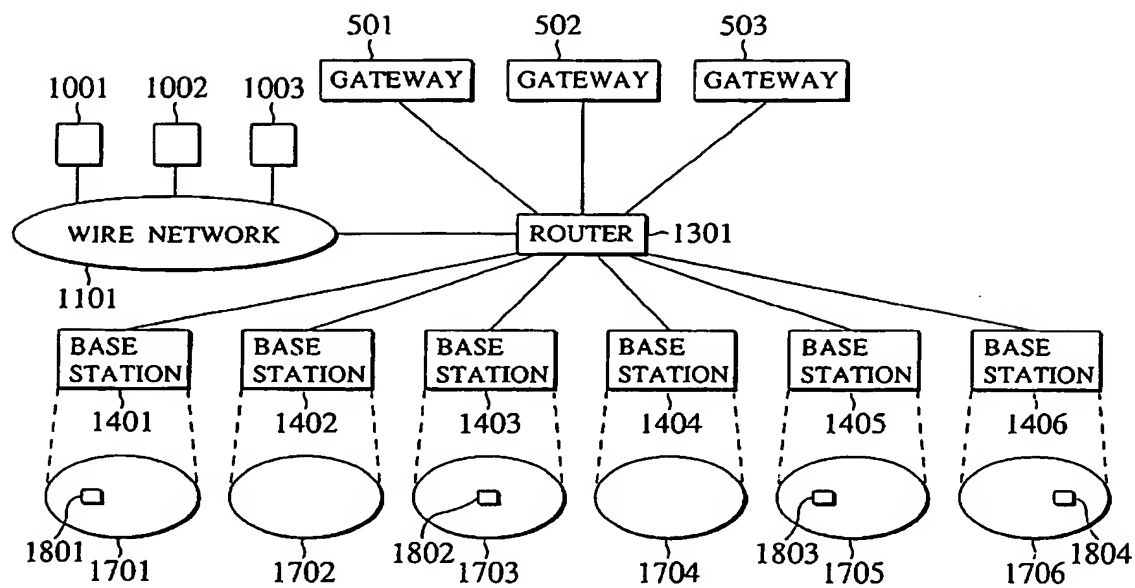 501 502 503
GATEWAY GATEWAY GATEWAY
1001 1002 1003
WIRE NETWORK
ROUTER
1301
1101
BASE STATION
BASE STATION
BASE STATION
BASE STATION
BASE STATION
BASE STATION
1401 1402 1403 1404 1405 1406
1801 1802 1803 1804
1701 1702 1703 1704 1705 1706